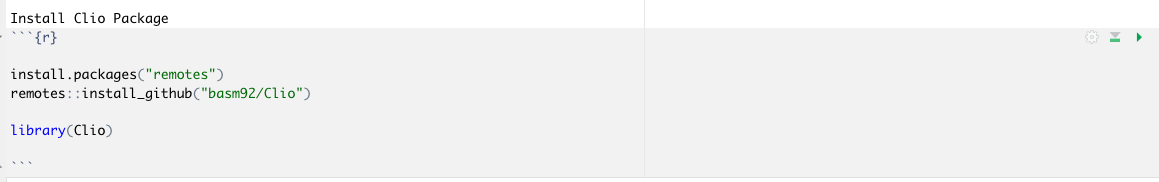 Install Clio Package
```{r}
install.packages("remotes")
remotes::install_github("basm92/Clio")
library(Clio)
```